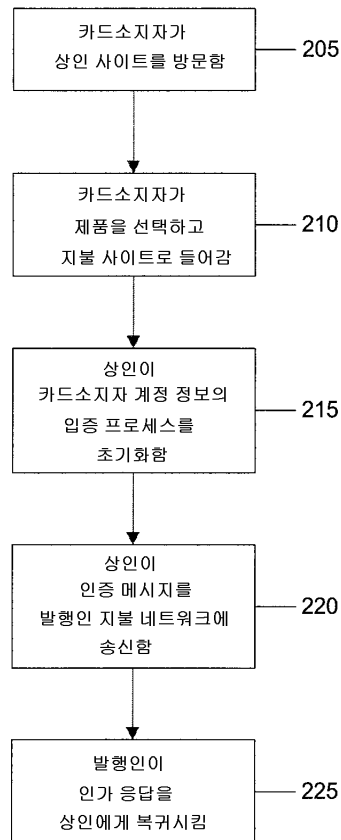 카드소지자가
상인 사이트를 방문함
205
카드소지자가
제품을 선택하고
지불 사이트로 들어감
210
상인이
카드소지자 계정 정보의
입증 프로세스를
초기화함
215
상인이
인증 메시지를
발행인 지불 네트워크에
송신함
220
발행인이
인가 응답을
상인에게 복귀시킴
225